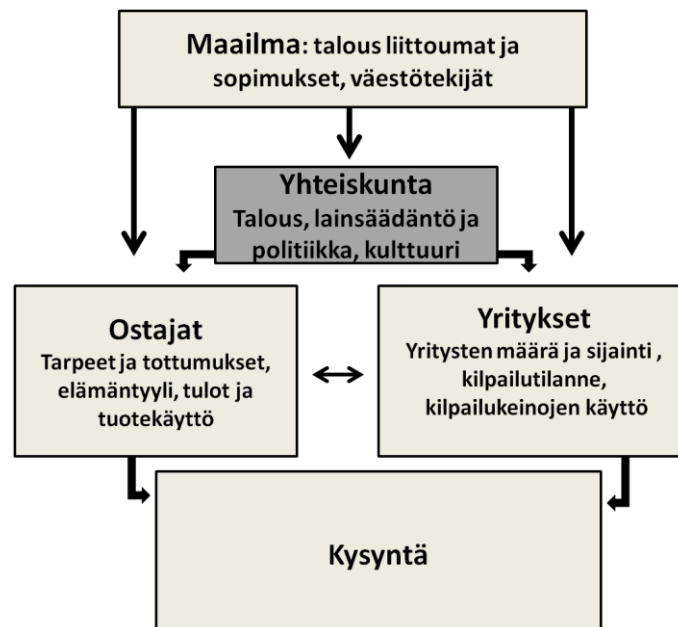 Maailma: talous liittoumat ja
sopimukset, väestötekijät
Yhteiskunta
Talous, lainsäädäntö ja
politiikka, kulttuuri
Ostajat
Tarpeet ja tottumukset,
elämäntyyli, tulot ja
tuotekäyttö
Yritykset
Yritysten määrä ja sijainti ,
kilpailutilanne,
kilpailukeinojen käyttö
Kysyntä